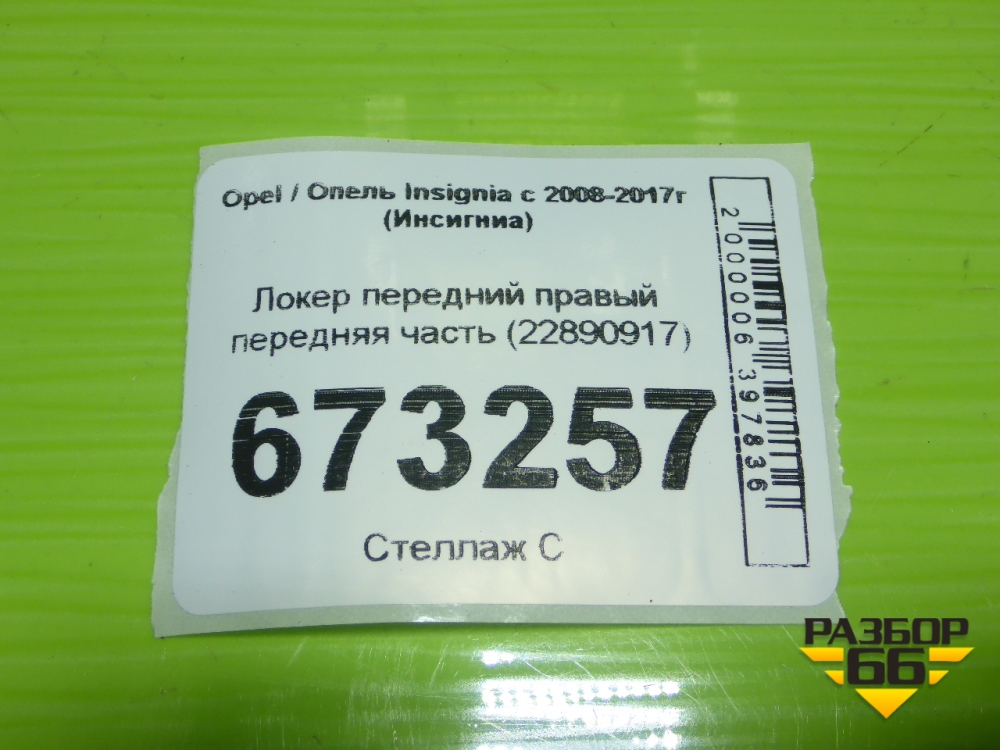 Opel / Опель Insignia с 2008-2017г
(Инсигниа)
Локер передний правый
передняя часть (22890917)
673257
Стеллаж С
2000006397836
РАЗБОР
66